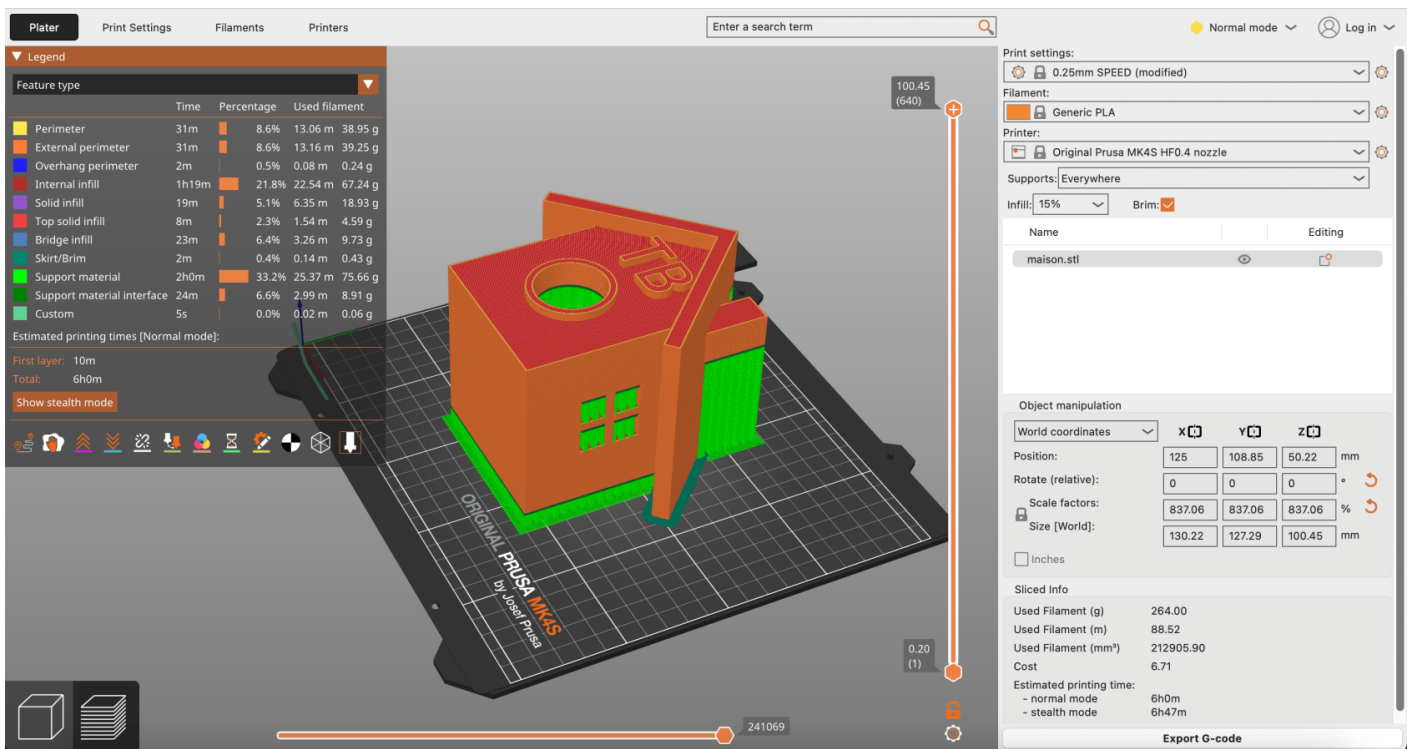 Plater Print Settings Filaments Printers Enter a search term Normal mode Log in
Legend
Feature type
Time Percentage Used filament
Perimeter 31m 8.6% 13.06 m 38.95 g
External perimeter 31m 8.6% 13.16 m 39.25 g
Overhang perimeter 2m 0.5% 0.08 m 0.24 g
Internal infill 1h19m 21.8% 22.54 m 67.24 g
Solid infill 19m 5.1% 6.35 m 18.93 g
Top solid infill 8m 2.3% 1.54 m 4.59 g
Bridge infill 23m 6.4% 3.26 m 9.73 g
Skirt/Brim 2m 0.4% 0.14 m 0.43 g
Support material 2h0m 33.2% 25.37 m 75.66 g
Support material interface 24m 6.6% 2.99 m 8.91 g
Custom 5s 0.0% 0.02 m 0.06 g
Estimated printing times [Normal mode]:
First layer: 10m
Total: 6h0m
Show stealth mode
100.45
(640)
TB
ORIGINAL PRUSA MK4S
by Josef Prusa
0.20
(1)
241069
Print settings:
0.25mm SPEED (modified)
Filament:
Generic PLA
Printer:
Original Prusa MK4S HF0.4 nozzle
Supports: Everywhere
Infill: 15% Brim:
Name Editing
maison.stl
Object manipulation
World coordinates X Y Z
Position: 125 108.85 50.22 mm
Rotate (relative): 0 0 0 °
Scale factors: 837.06 837.06 837.06 %
Size [World]: 130.22 127.29 100.45 mm
Inches
Sliced Info
Used Filament (g) 264.00
Used Filament (m) 88.52
Used Filament (mm³) 212905.90
Cost 6.71
Estimated printing time:
- normal mode 6h0m
- stealth mode 6h47m
Export G-code